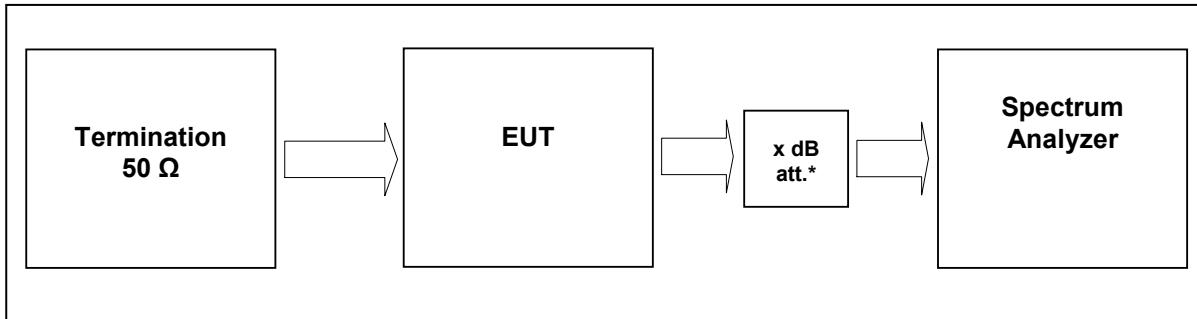 Termination
50 Ω
EUT
x dB
att.*
Spectrum
Analyzer